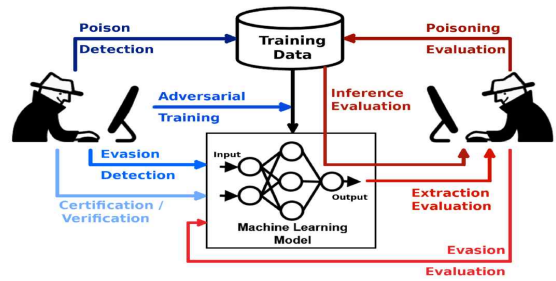 Poison
Detection
Training
Data
Poisoning
Evaluation
Adversarial
Training
Inference
Evaluation
Evasion
Detection
Input
Output
Machine Learning
Model
Extraction
Evaluation
Certification /
Verification
Evasion
Evaluation